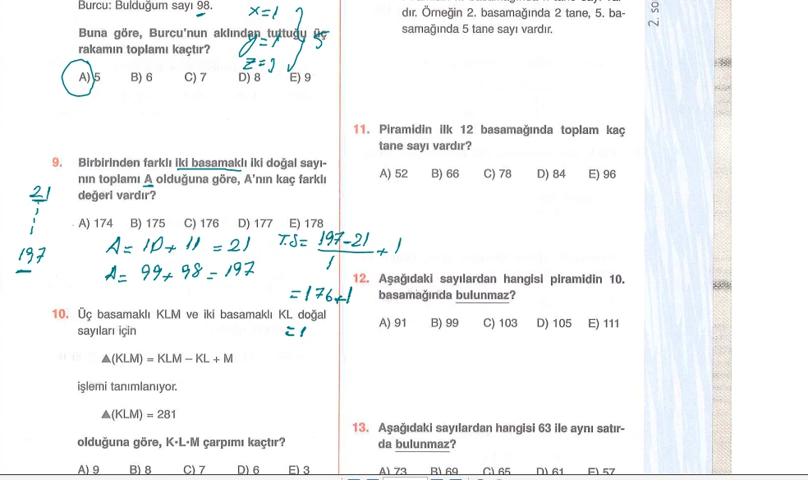 Burcu: Bulduğum sayı 98.
x=1
Buna göre, Burcu'nun aklından tuttuğu üç
rakamın toplamı kaçtır?
y=1
5
z=3
A) 5 B) 6 C) 7 D) 8 E) 9
9. Birbirinden farklı iki basamaklı iki doğal sayı-
nın toplamı A olduğuna göre, A'nın kaç farklı
değeri vardır?
21
197
A) 174 B) 175 C) 176 D) 177 E) 178
A = 10 + 11 = 21
A = 99 + 98 = 197
T.S = 197-21 / 1 + 1
= 176+1
= 1
10. Üç basamaklı KLM ve iki basamaklı KL doğal
sayıları için
▲(KLM) = KLM – KL + M
işlemi tanımlanıyor.
▲(KLM) = 281
olduğuna göre, K·L·M çarpımı kaçtır?
A) 9 B) 8 C) 7 D) 6 E) 3
dır. Örneğin 2. basamağında 2 tane, 5. ba-
samağında 5 tane sayı vardır.
11. Piramidin ilk 12 basamağında toplam kaç
tane sayı vardır?
A) 52 B) 66 C) 78 D) 84 E) 96
12. Aşağıdaki sayılardan hangisi piramidin 10.
basamağında bulunmaz?
A) 91 B) 99 C) 103 D) 105 E) 111
13. Aşağıdaki sayılardan hangisi 63 ile aynı satır-
da bulunmaz?
A) 73 B) 69 C) 65 D) 61 E) 57
2. so